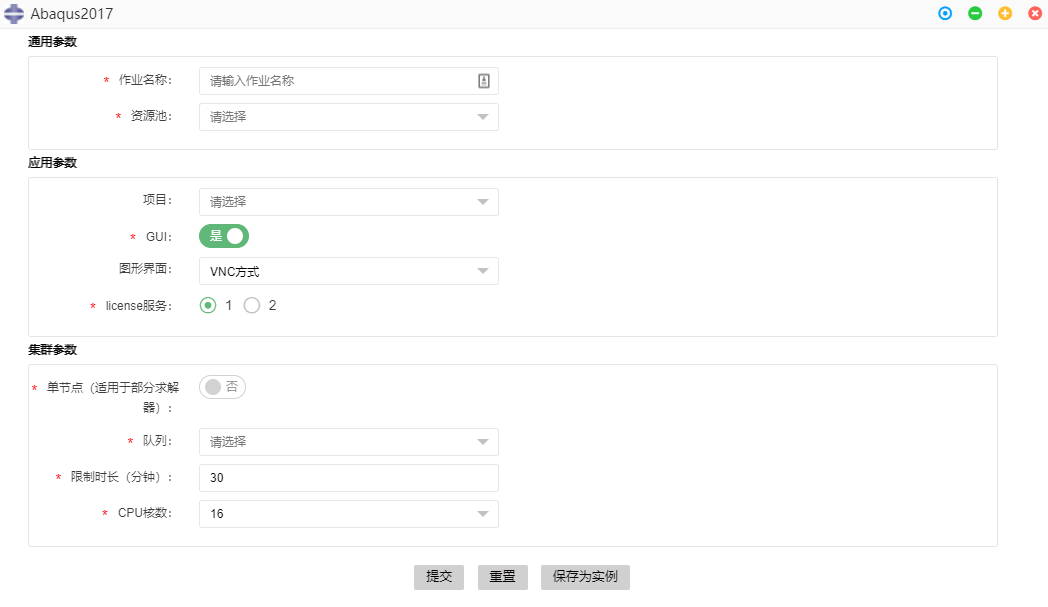 Abaqus2017
通用参数
* 作业名称: 请输入作业名称
* 资源池: 请选择
应用参数
项目: 请选择
* GUI: 是
图形界面: VNC方式
* license服务: 1 2
集群参数
* 单节点（适用于部分求解
器）: 否
* 队列: 请选择
* 限制时长（分钟）: 30
* CPU核数: 16
提交 重置 保存为实例